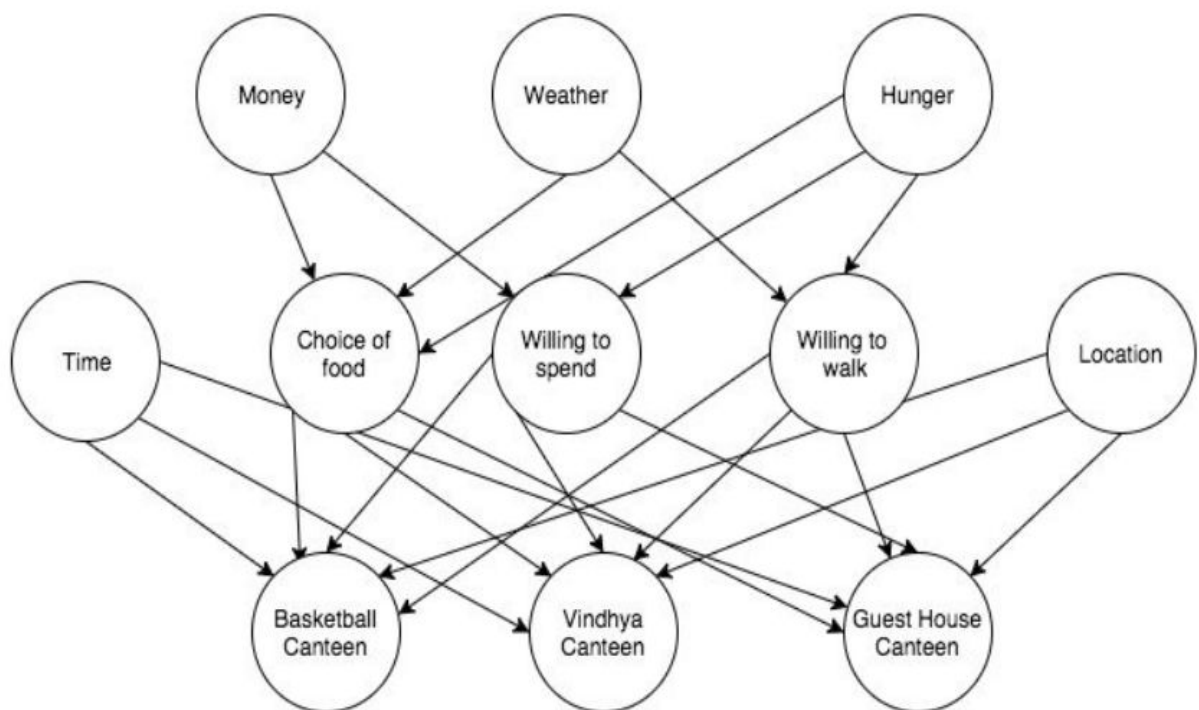 Money
Weather
Hunger
Time
Choice of
food
Willing to
spend
Willing to
walk
Location
Basketball
Canteen
Vindhya
Canteen
Guest House
Canteen